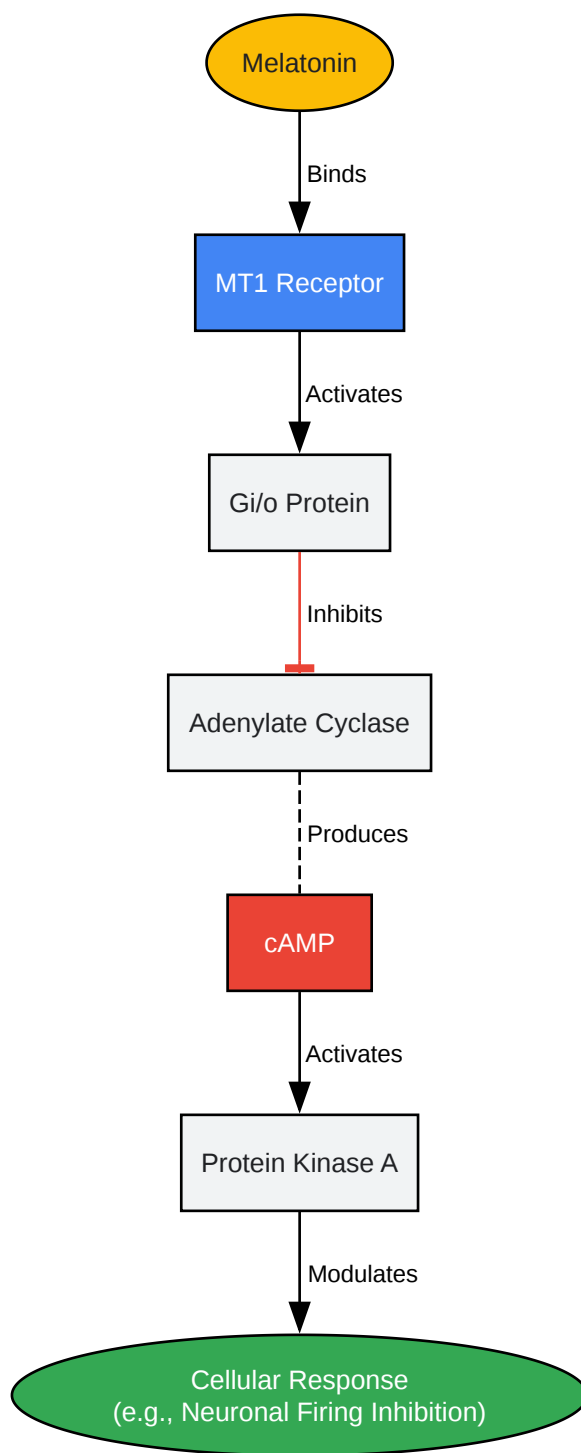 Melatonin
Binds
MT1 Receptor
Activates
Gi/o Protein
Inhibits
Adenylate Cyclase
Produces
cAMP
Activates
Protein Kinase A
Modulates
Cellular Response
(e.g., Neuronal Firing Inhibition)